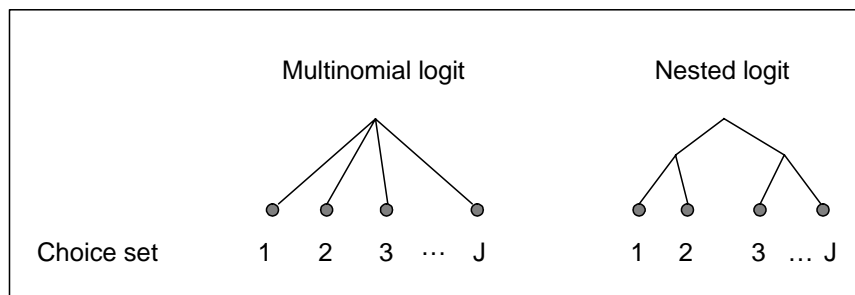 Multinomial logit Nested logit
Choice set 1 2 3 ⋯ J 1 2 3 … J